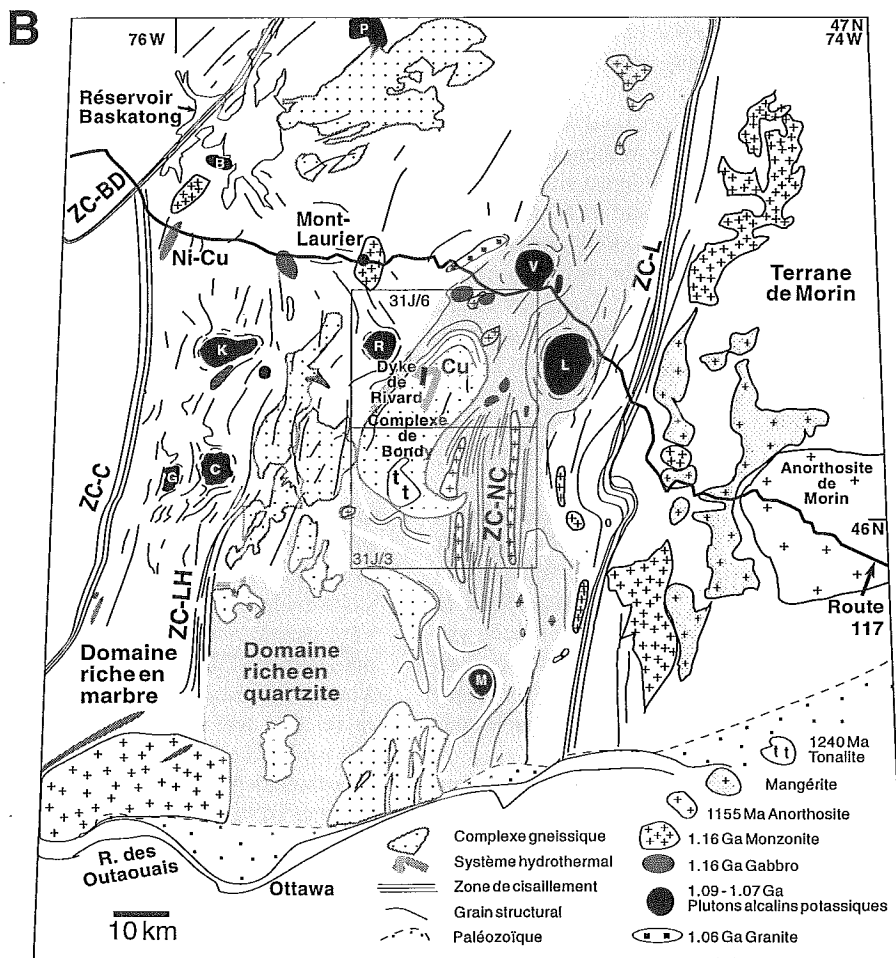 B
76 W
P
47 N
74 W
Réservoir
Baskatong
B
ZC-BD
Ni-Cu
Mont-
Laurier
V
ZC-L
Terrane
de Morin
31J/6
K
R
Cu
L
Dyke
de
Rivard
Complexe
de
Bondy
t
t
G
C
ZC-C
ZC-NC
Anorthosite
de
Morin
46 N
31J/3
ZC-LH
Route
117
Domaine
riche en
marbre
Domaine
riche en
quartzite
M
R. des
Outaouais
Ottawa
10 km
Complexe gneissique
Système hydrothermal
Zone de cisaillement
Grain structural
Paléozoïque
t t
1240 Ma
Tonalite
Mangérite
1155 Ma Anorthosite
1.16 Ga Monzonite
1.16 Ga Gabbro
1.09 - 1.07 Ga
Plutons alcalins potassiques
1.06 Ga Granite